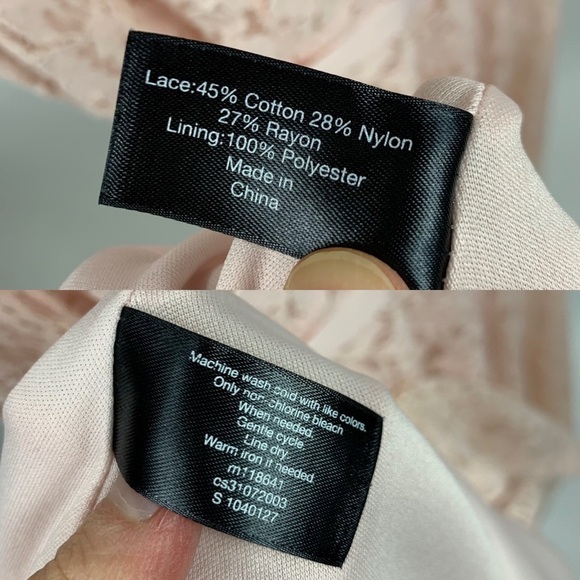 Lace:45% Cotton 28% Nylon
27% Rayon
Lining:100% Polyester
Made in
China
Machine wash cold with like colors.
Only non-chlorine bleach
When needed
Gentle cycle
Line dry
Warm iron if needed
m118641
cs31072003
S 1040127